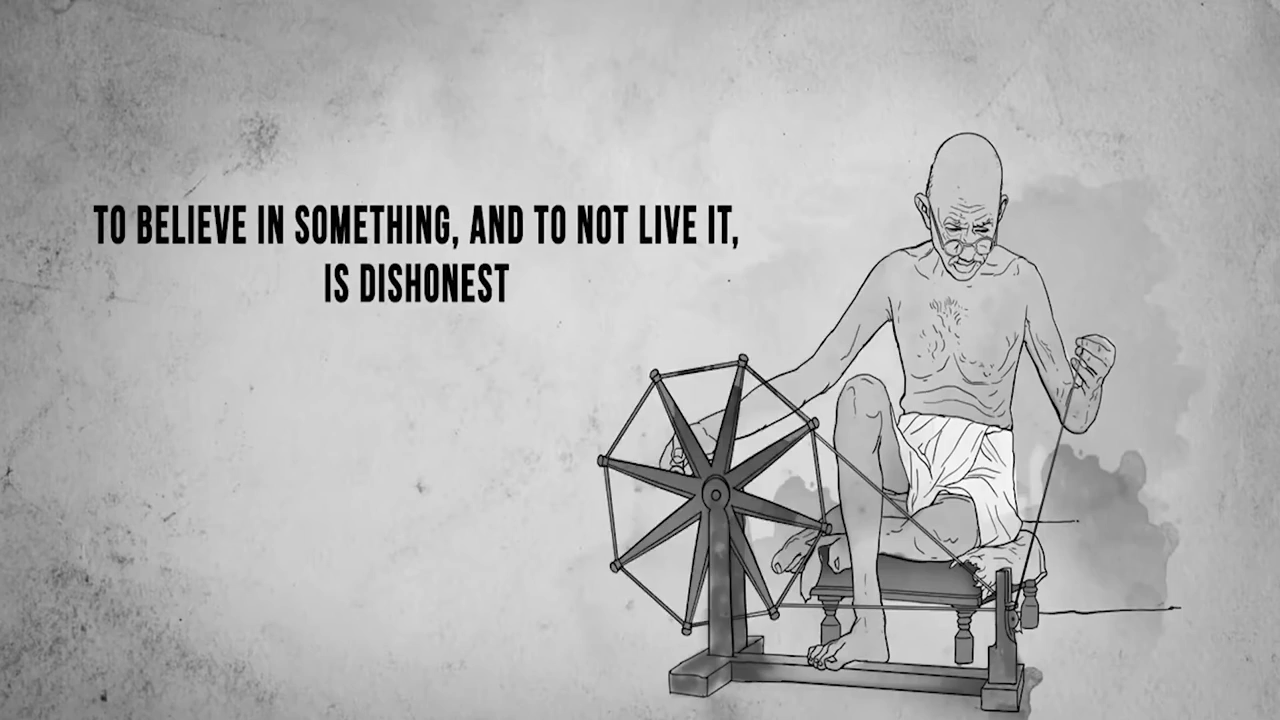 TO BELIEVE IN SOMETHING, AND TO NOT LIVE IT,
IS DISHONEST